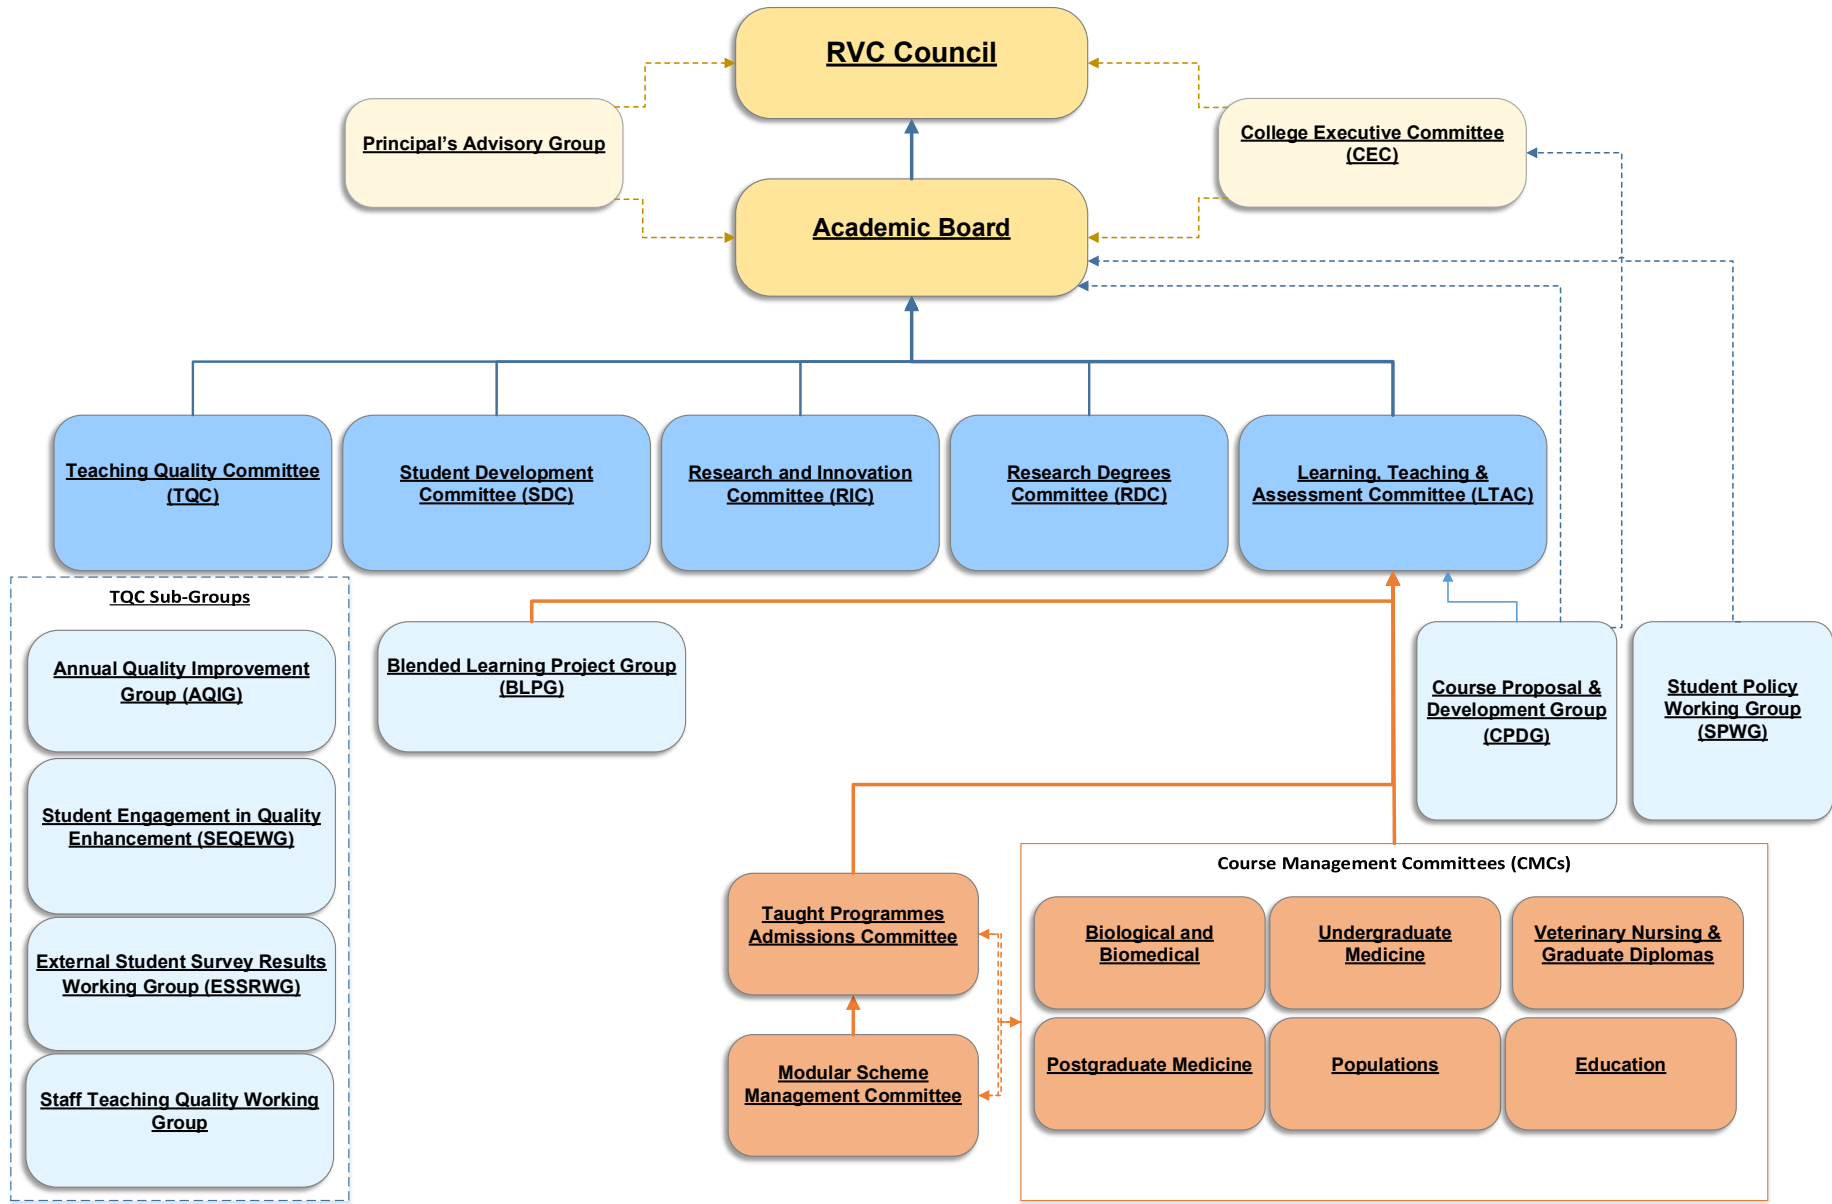 RVC Council
Principal's Advisory Group
College Executive Committee
(CEC)
Academic Board
Teaching Quality Committee
(TQC)
Student Development
Committee (SDC)
Research and Innovation
Committee (RIC)
Research Degrees
Committee (RDC)
Learning, Teaching &
Assessment Committee (LTAC)
TQC Sub-Groups
Annual Quality Improvement
Group (AQIG)
Student Engagement in Quality
Enhancement (SEQEWG)
External Student Survey Results
Working Group (ESSRWG)
Staff Teaching Quality Working
Group
Blended Learning Project Group
(BLPG)
Course Proposal &
Development Group
(CPDG)
Student Policy
Working Group
(SPWG)
Taught Programmes
Admissions Committee
Modular Scheme
Management Committee
Course Management Committees (CMCs)
Biological and
Biomedical
Undergraduate
Medicine
Veterinary Nursing &
Graduate Diplomas
Postgraduate Medicine
Populations
Education